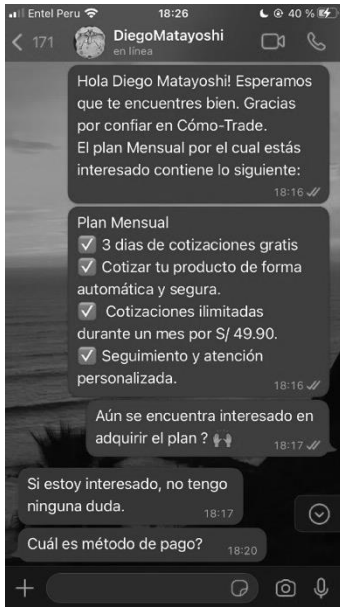 Entel Peru 18:26 40 %
171 DiegoMatayoshi
en línea
Hola Diego Matayoshi! Esperamos
que te encuentres bien. Gracias
por confiar en Cómo-Trade.
El plan Mensual por el cual estás
interesado contiene lo siguiente:
18:16
Plan Mensual
✅ 3 dias de cotizaciones gratis
✅ Cotizar tu producto de forma
automática y segura.
✅ Cotizaciones ilimitadas
durante un mes por S/ 49.90.
✅ Seguimiento y atención
personalizada.
18:16
Aún se encuentra interesado en
adquirir el plan ? 🙌
18:17
Si estoy interesado, no tengo
ninguna duda.
18:17
Cuál es método de pago?
18:20